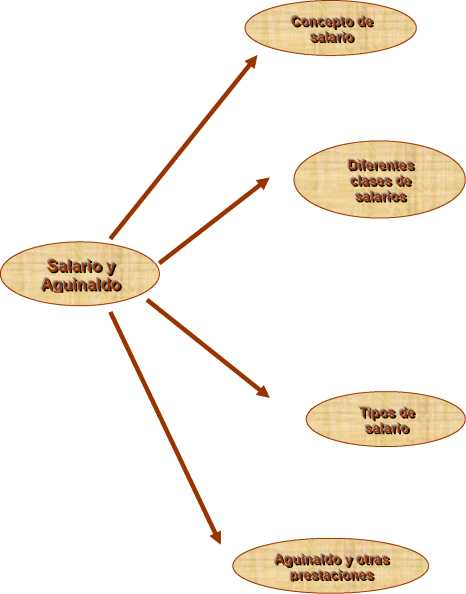 Concepto de
salario
Diferentes
clases de
salarios
Salario y
Aguinaldo
Tipos de
salario
Aguinaldo y otras
prestaciones